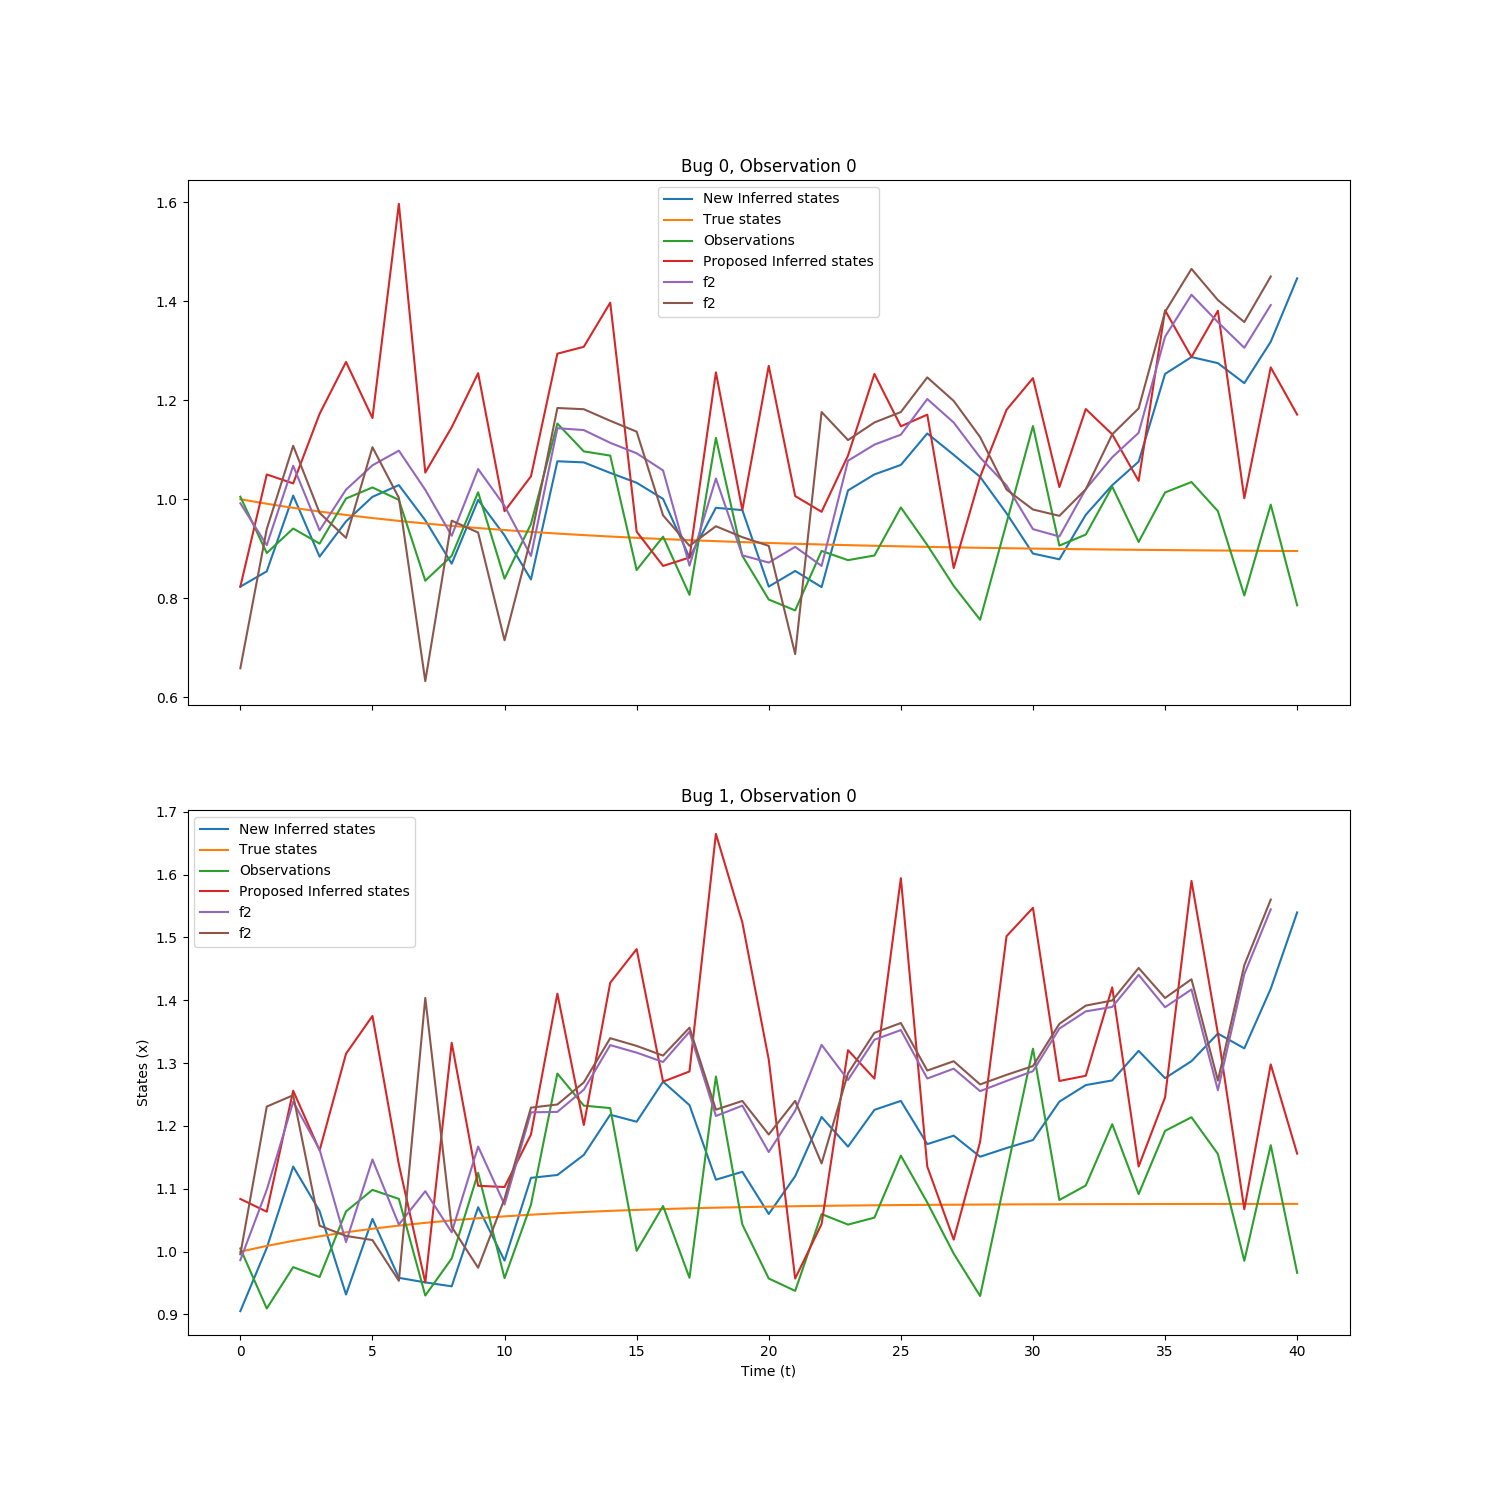 Bug 0, Observation 0
New Inferred states
True states
Observations
Proposed Inferred states
f2
f2
1.6
1.4
1.2
1.0
0.8
0.6
Bug 1, Observation 0
New Inferred states
True states
Observations
Proposed Inferred states
f2
f2
1.7
1.6
1.5
1.4
1.3
1.2
1.1
1.0
0.9
States (x)
0 5 10 15 20 25 30 35 40
Time (t)